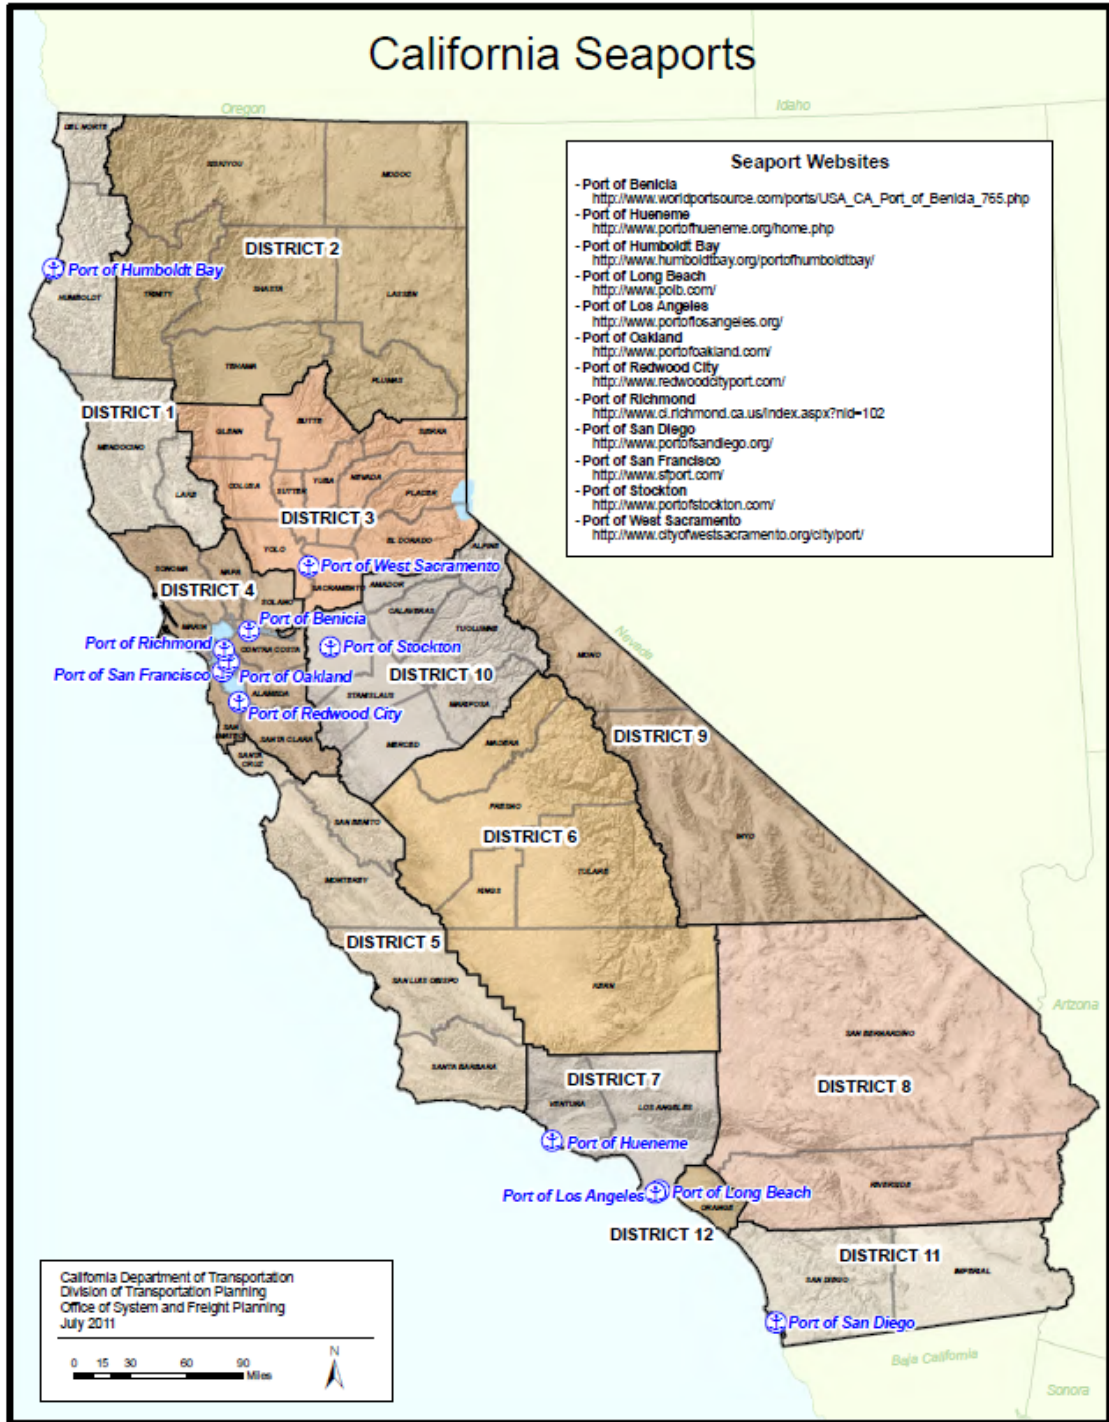 California Seaports
Oregon
Idaho
DEL NORTE
SISKIYOU
MODOC
Seaport Websites
- Port of Benicia
http://www.worldportsource.com/ports/USA_CA_Port_of_Benicia_765.php
- Port of Hueneme
http://www.portofhueneme.org/home.php
- Port of Humboldt Bay
http://www.humboldtbay.org/portofhumboldtbay/
- Port of Long Beach
http://www.polb.com/
- Port of Los Angeles
http://www.portoflosangeles.org/
- Port of Oakland
http://www.portofoakland.com/
- Port of Redwood City
http://www.redwoodcityport.com/
- Port of Richmond
http://www.ci.richmond.ca.us/index.aspx?nid=102
- Port of San Diego
http://www.portofsandiego.org/
- Port of San Francisco
http://www.sfport.com/
- Port of Stockton
http://www.portofstockton.com/
- Port of West Sacramento
http://www.cityofwestsacramento.org/city/port/
DISTRICT 2
Port of Humboldt Bay
HUMBOLDT
TRINITY
SHASTA
LASSEN
TEHAMA
PLUMAS
DISTRICT 1
MENDOCINO
LAKE
GLENN
BUTTE
SIERRA
COLUSA
SUTTER
YUBA
NEVADA
PLACER
DISTRICT 3
YOLO
EL DORADO
ALPINE
Port of West Sacramento
SACRAMENTO
AMADOR
SONOMA
NAPA
DISTRICT 4
SOLANO
CALAVERAS
TUOLUMNE
MARIN
Port of Benicia
Port of Richmond
CONTRA COSTA
Port of Stockton
Port of San Francisco
Port of Oakland
DISTRICT 10
ALAMEDA
STANISLAUS
MARIPOSA
Port of Redwood City
SAN MATEO
SANTA CLARA
SANTA CRUZ
MERCED
MADERA
Nevada
MONO
DISTRICT 9
INYO
FRESNO
SAN BENITO
DISTRICT 6
MONTEREY
KINGS
TULARE
DISTRICT 5
SAN LUIS OBISPO
KERN
SANTA BARBARA
Arizona
SAN BERNARDINO
DISTRICT 7
DISTRICT 8
VENTURA
LOS ANGELES
Port of Hueneme
RIVERSIDE
Port of Los Angeles
Port of Long Beach
ORANGE
DISTRICT 12
DISTRICT 11
SAN DIEGO
IMPERIAL
Port of San Diego
Baja California
Sonora
California Department of Transportation
Division of Transportation Planning
Office of System and Freight Planning
July 2011
0 15 30 60 90
Miles
N